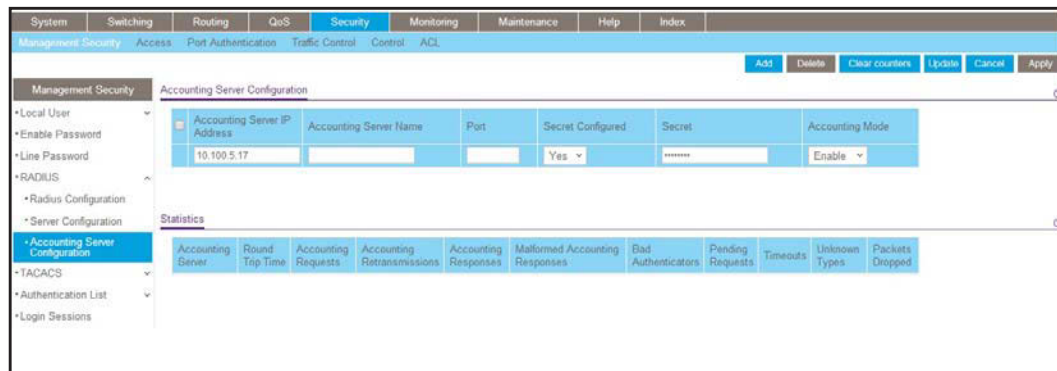 System Switching Routing QoS Security Monitoring Maintenance Help Index
Management Security Access Port Authentication Traffic Control Control ACL
Add Delete Clear counters Update Cancel Apply
Management Security
•Local User
•Enable Password
•Line Password
•RADIUS
•Radius Configuration
•Server Configuration
•Accounting Server
Configuration
•TACACS
•Authentication List
•Login Sessions
Accounting Server Configuration
Accounting Server IP Address Accounting Server Name Port Secret Configured Secret Accounting Mode
10.100.5.17 Yes ******** Enable
Statistics
Accounting Server Round Trip Time Accounting Requests Accounting Retransmissions Accounting Responses Malformed Accounting Responses Bad Authenticators Pending Requests Timeouts Unknown Types Packets Dropped